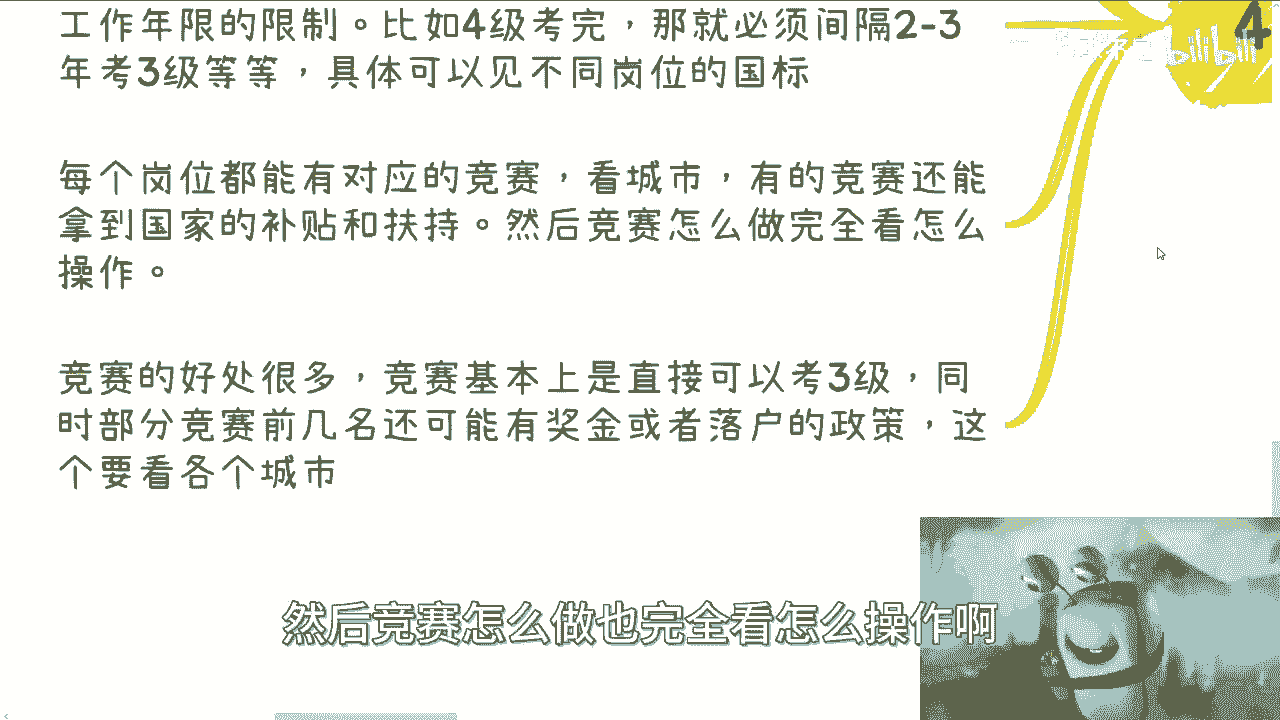 工作年限的限制。比如4级考完，那就必须间隔2-3
年考3级等等，具体可以见不同岗位的国标
每个岗位都能有对应的竞赛，看城市，有的竞赛还能
拿到国家的补贴和扶持。然后竞赛怎么做完全看怎么
操作。
竞赛的好处很多，竞赛基本上是直接可以考3级，同
时部分竞赛前几名还可能有奖金或者落户的政策，这
个要看各个城市
4
bilibili
然后竞赛怎么做也完全看怎么操作啊